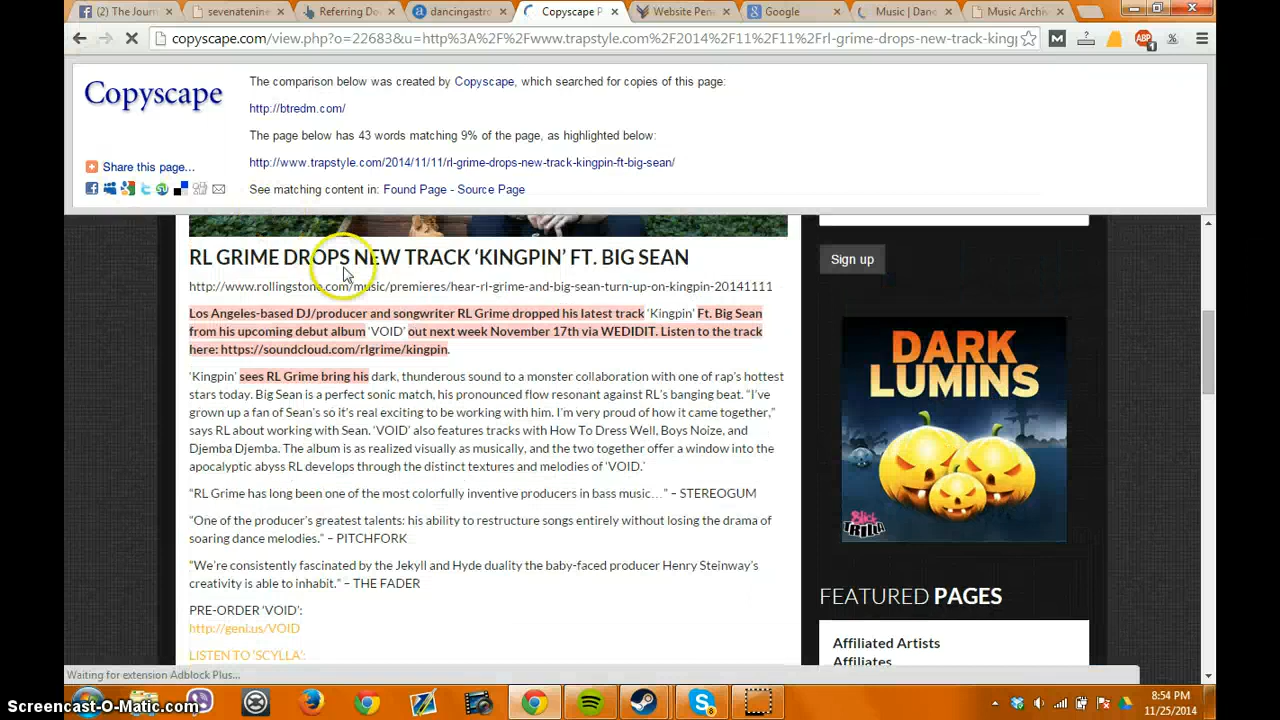 (2) The Journ
sevenatenine
Referring Do
dancingastro
Copyscape P
Website Pen
Google
Music | Danc
Music Archiv
copyscape.com/view.php?o=22683&u=http%3A%2F%2Fwww.trapstyle.com%2F2014%2F11%2F11%2Frl-grime-drops-new-track-king
Copyscape
Share this page...
The comparison below was created by Copyscape, which searched for copies of this page:
http://btredm.com/
The page below has 43 words matching 9% of the page, as highlighted below:
http://www.trapstyle.com/2014/11/11/rl-grime-drops-new-track-kingpin-ft-big-sean/
See matching content in: Found Page - Source Page
RL GRIME DROPS NEW TRACK ‘KINGPIN’ FT. BIG SEAN
http://www.rollingstone.com/music/premieres/hear-rl-grime-and-big-sean-turn-up-on-kingpin-20141111
Los Angeles-based DJ/producer and songwriter RL Grime dropped his latest track ‘Kingpin’ Ft. Big Sean
from his upcoming debut album ‘VOID’ out next week November 17th via WEDIDIT. Listen to the track
here: https://soundcloud.com/rlgrime/kingpin.
‘Kingpin’ sees RL Grime bring his dark, thunderous sound to a monster collaboration with one of rap’s hottest
stars today. Big Sean is a perfect sonic match, his pronounced flow resonant against RL’s banging beat. “I’ve
grown up a fan of Sean’s so it’s real exciting to be working with him. I’m very proud of how it came together,”
says RL about working with Sean. ‘VOID’ also features tracks with How To Dress Well, Boys Noize, and
Djemba Djemba. The album is as realized visually as musically, and the two together offer a window into the
apocalyptic abyss RL develops through the distinct textures and melodies of ‘VOID.’
“RL Grime has long been one of the most colorfully inventive producers in bass music…” – STEREOGUM
“One of the producer’s greatest talents: his ability to restructure songs entirely without losing the drama of
soaring dance melodies.” – PITCHFORK
“We’re consistently fascinated by the Jekyll and Hyde duality the baby-faced producer Henry Steinway’s
creativity is able to inhabit.” – THE FADER
PRE-ORDER ‘VOID’:
http://geni.us/VOID
LISTEN TO ‘SCYLLA’:
Sign up
DARK
LUMINS
Blick
TRILLA
FEATURED PAGES
Affiliated Artists
Affiliates
Waiting for extension Adblock Plus...
Screencast-O-Matic.com
8:54 PM
11/25/2014